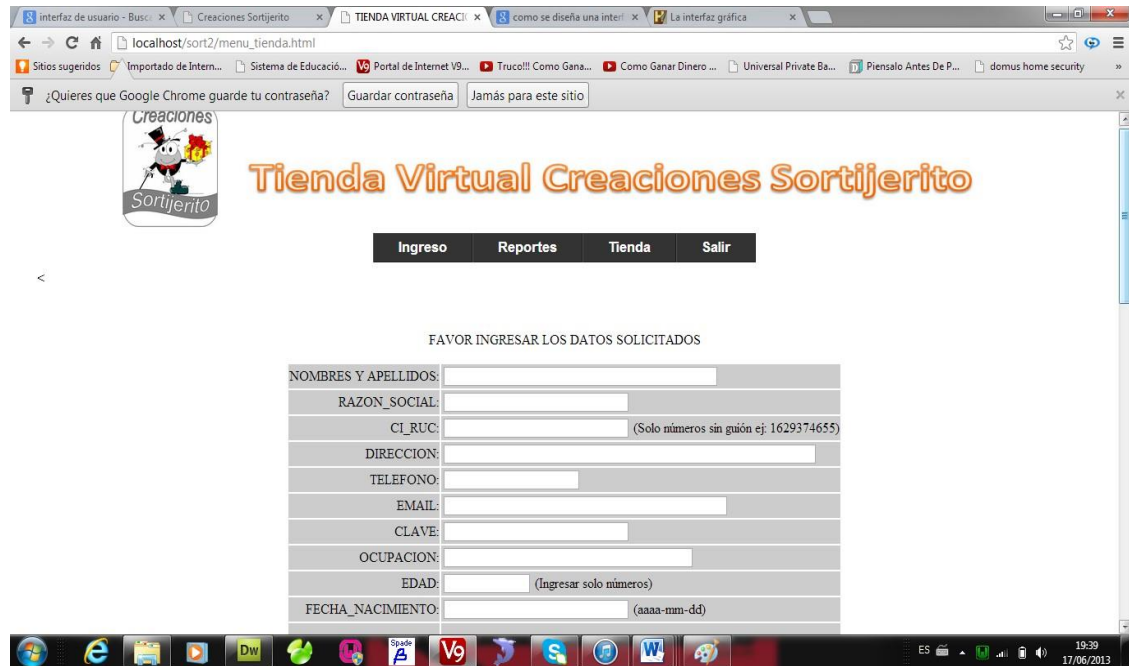 interfaz de usuario - Busc
Creaciones Sortijerito
TIENDA VIRTUAL CREACIO
como se diseña una interf
La interfaz gráfica
localhost/sort2/menu_tienda.html
Sitios sugeridos
Importado de Intern...
Sistema de Educació...
Portal de Internet V9...
Truco!!! Como Gana...
Como Ganar Dinero ...
Universal Private Ba...
Piensalo Antes De P...
domus home security
»
¿Quieres que Google Chrome guarde tu contraseña?
Guardar contraseña
Jamás para este sitio
Creaciones
Sortijerito
Tienda Virtual Creaciones Sortijerito
Ingreso Reportes Tienda Salir
<
FAVOR INGRESAR LOS DATOS SOLICITADOS
NOMBRES Y APELLIDOS:
RAZON_SOCIAL:
CI_RUC: (Solo números sin guión ej: 1629374655)
DIRECCION:
TELEFONO:
EMAIL:
CLAVE:
OCUPACION:
EDAD: (Ingresar solo números)
FECHA_NACIMIENTO: (aaaa-mm-dd)
Dw
Spade
V9
S
W
ES
19:39
17/06/2013